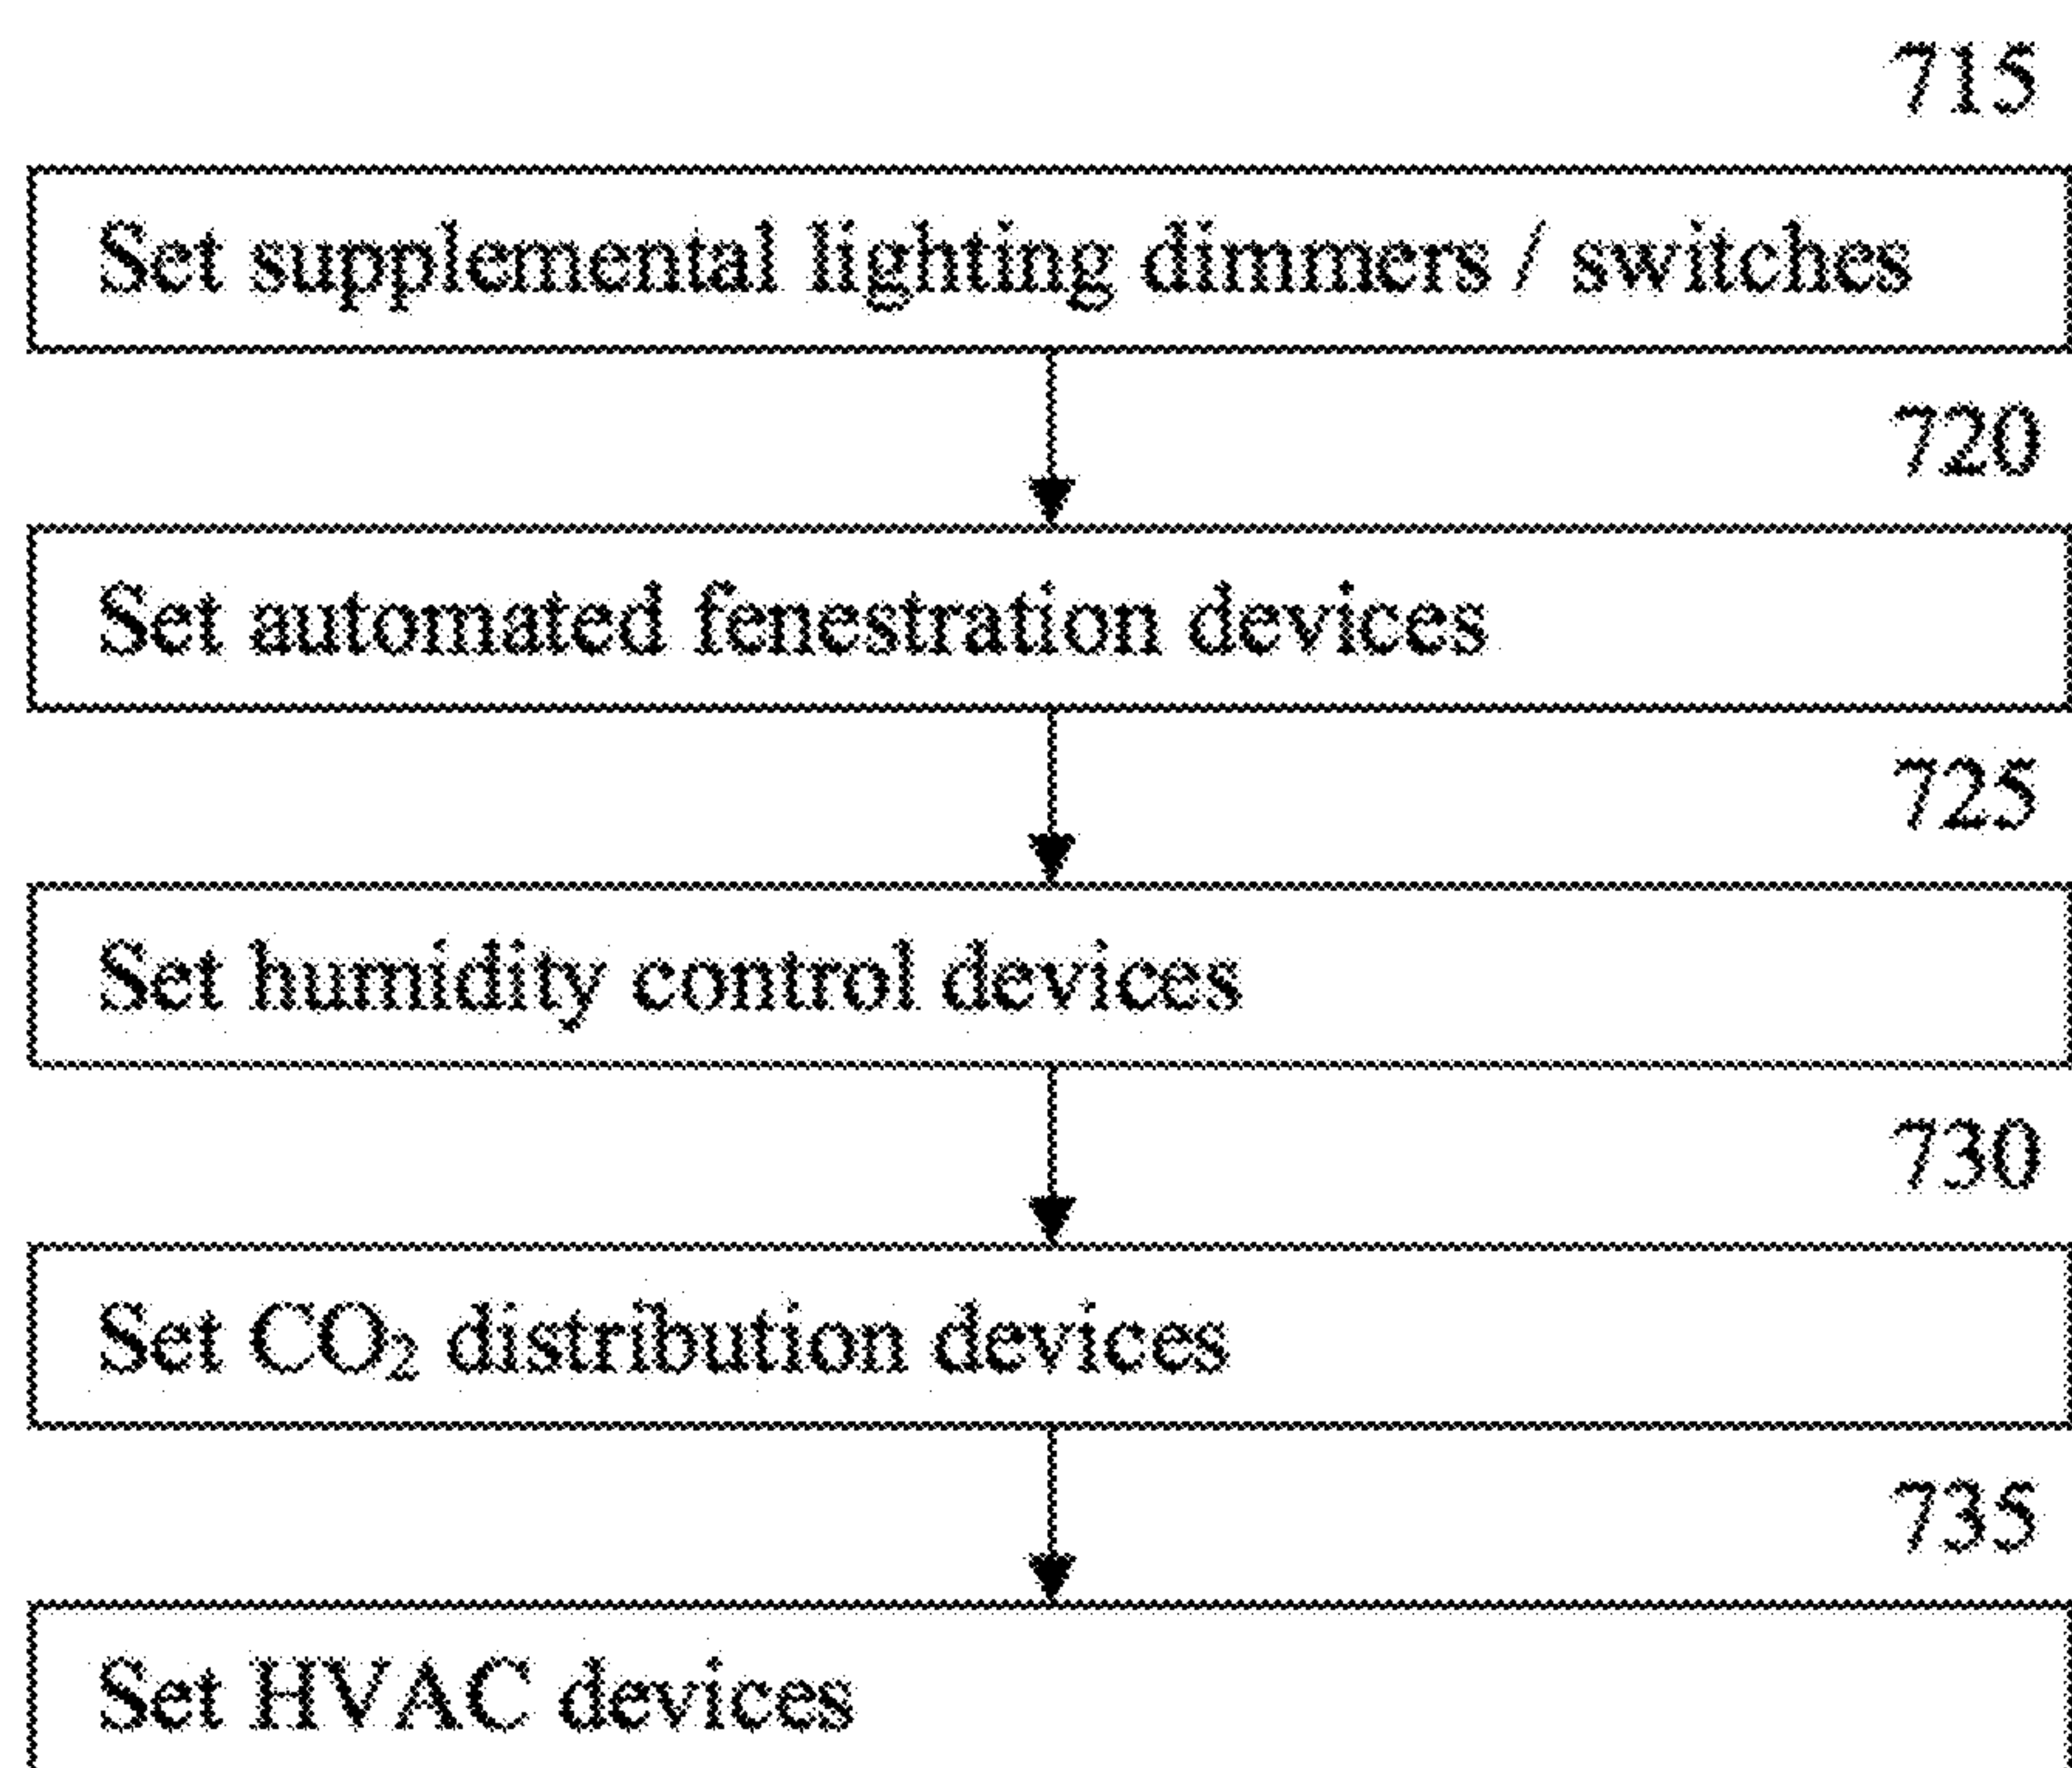 715
Set supplemental lighting dimmers / switches
720
Set automated fenestration devices
725
Set humidity control devices
730
Set CO₂ distribution devices
735
Set HVAC devices